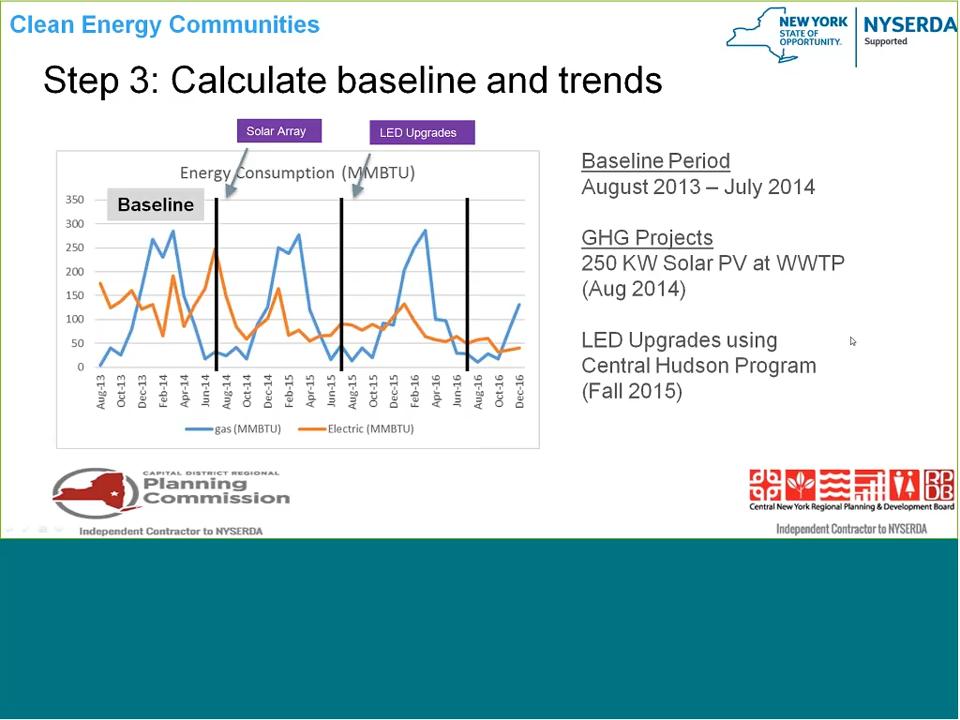 Clean Energy Communities
NEW YORK
STATE OF
OPPORTUNITY.
NYSERDA
Supported
Step 3: Calculate baseline and trends
Solar Array
LED Upgrades
Energy Consumption (MMBTU)
Baseline
350
300
250
200
150
100
50
0
Aug-13
Oct-13
Dec-13
Feb-14
Apr-14
Jun-14
Aug-14
Oct-14
Dec-14
Feb-15
Apr-15
Jun-15
Aug-15
Oct-15
Dec-15
Feb-16
Apr-16
Jun-16
Aug-16
Oct-16
Dec-16
gas (MMBTU)
Electric (MMBTU)
Baseline Period
August 2013 – July 2014
GHG Projects
250 KW Solar PV at WWTP
(Aug 2014)
LED Upgrades using
Central Hudson Program
(Fall 2015)
CAPITAL DISTRICT REGIONAL
Planning
Commission
Independent Contractor to NYSERDA
RP
DB
Central New York Regional Planning & Development Board
Independent Contractor to NYSERDA